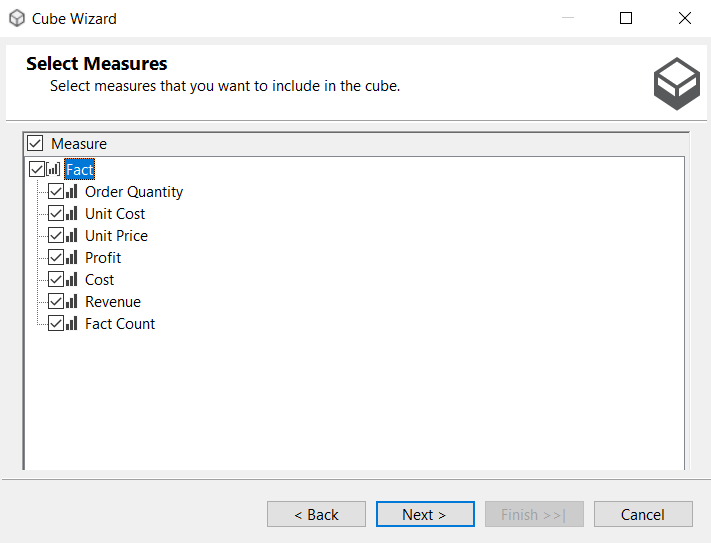 Cube Wizard
Select Measures
Select measures that you want to include in the cube.
Measure
Fact
Order Quantity
Unit Cost
Unit Price
Profit
Cost
Revenue
Fact Count
< Back
Next >
Finish >>|
Cancel